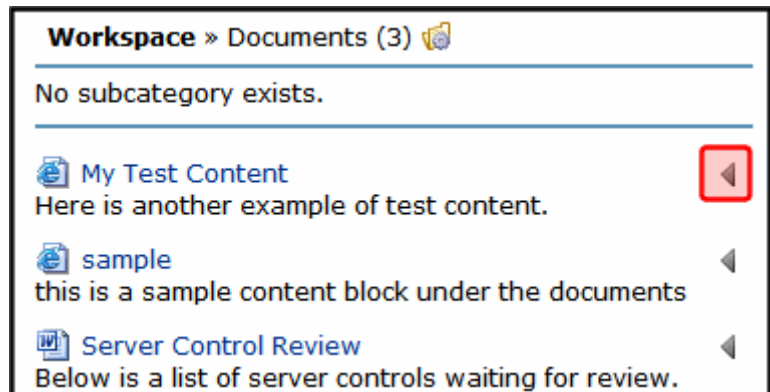 Workspace » Documents (3)
No subcategory exists.
My Test Content
Here is another example of test content.
sample
this is a sample content block under the documents
Server Control Review
Below is a list of server controls waiting for review.